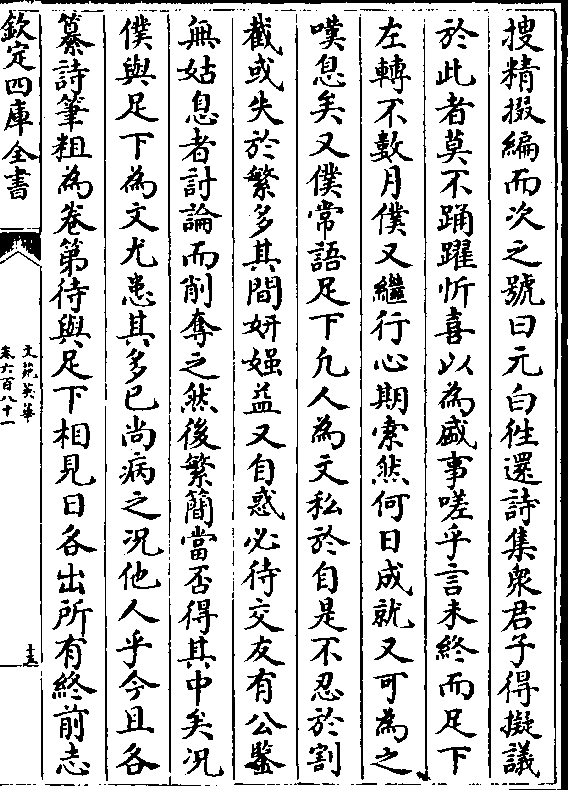 搜精掇編而次之號曰元白徃還詩集衆君子得擬議
於此者莫不踊躍忻喜以為盛事嗟乎言未終而足下
左轉不數月僕又繼行心期索然何日成就又可為之
嘆息矣又僕常語足下凡人為文私於自是不忍於割
截或失於繁多其間妍媸益又自惑必待交友有公鑒
無姑息者討論而削奪之然後繁簡當否得其中矣况
僕與足下為文尤患其多已尚病之况他人乎今且各
纂詩筆粗為卷第待與足下相見日各出所有終前志
欽定四庫全書
文苑英華
卷六百八十一
十五